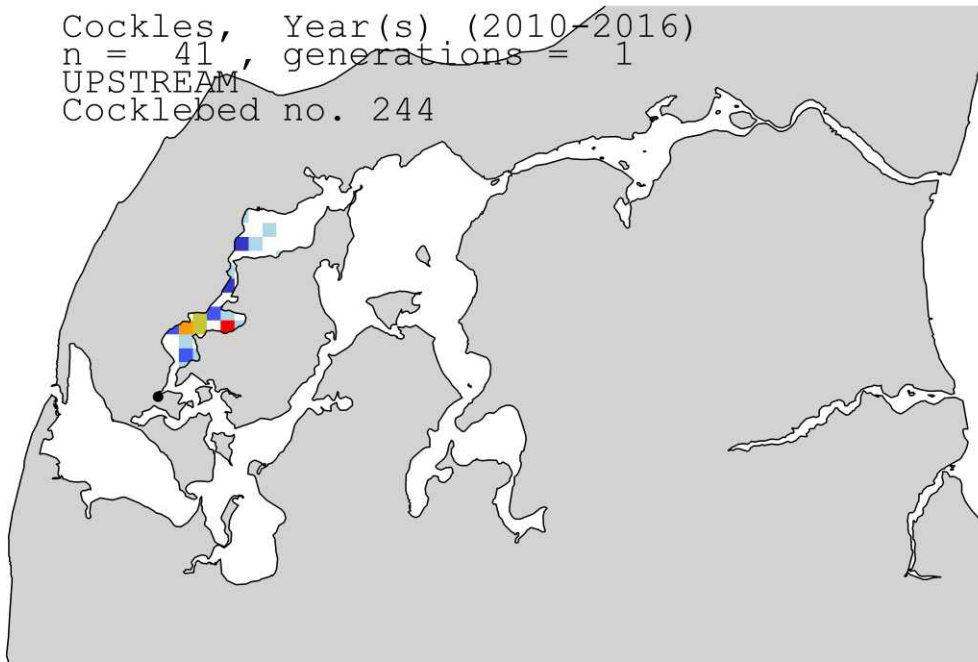 Cockles, Year(s) (2010-2016)
n = 41 , generations = 1
UPSTREAM
Cocklebed no. 244